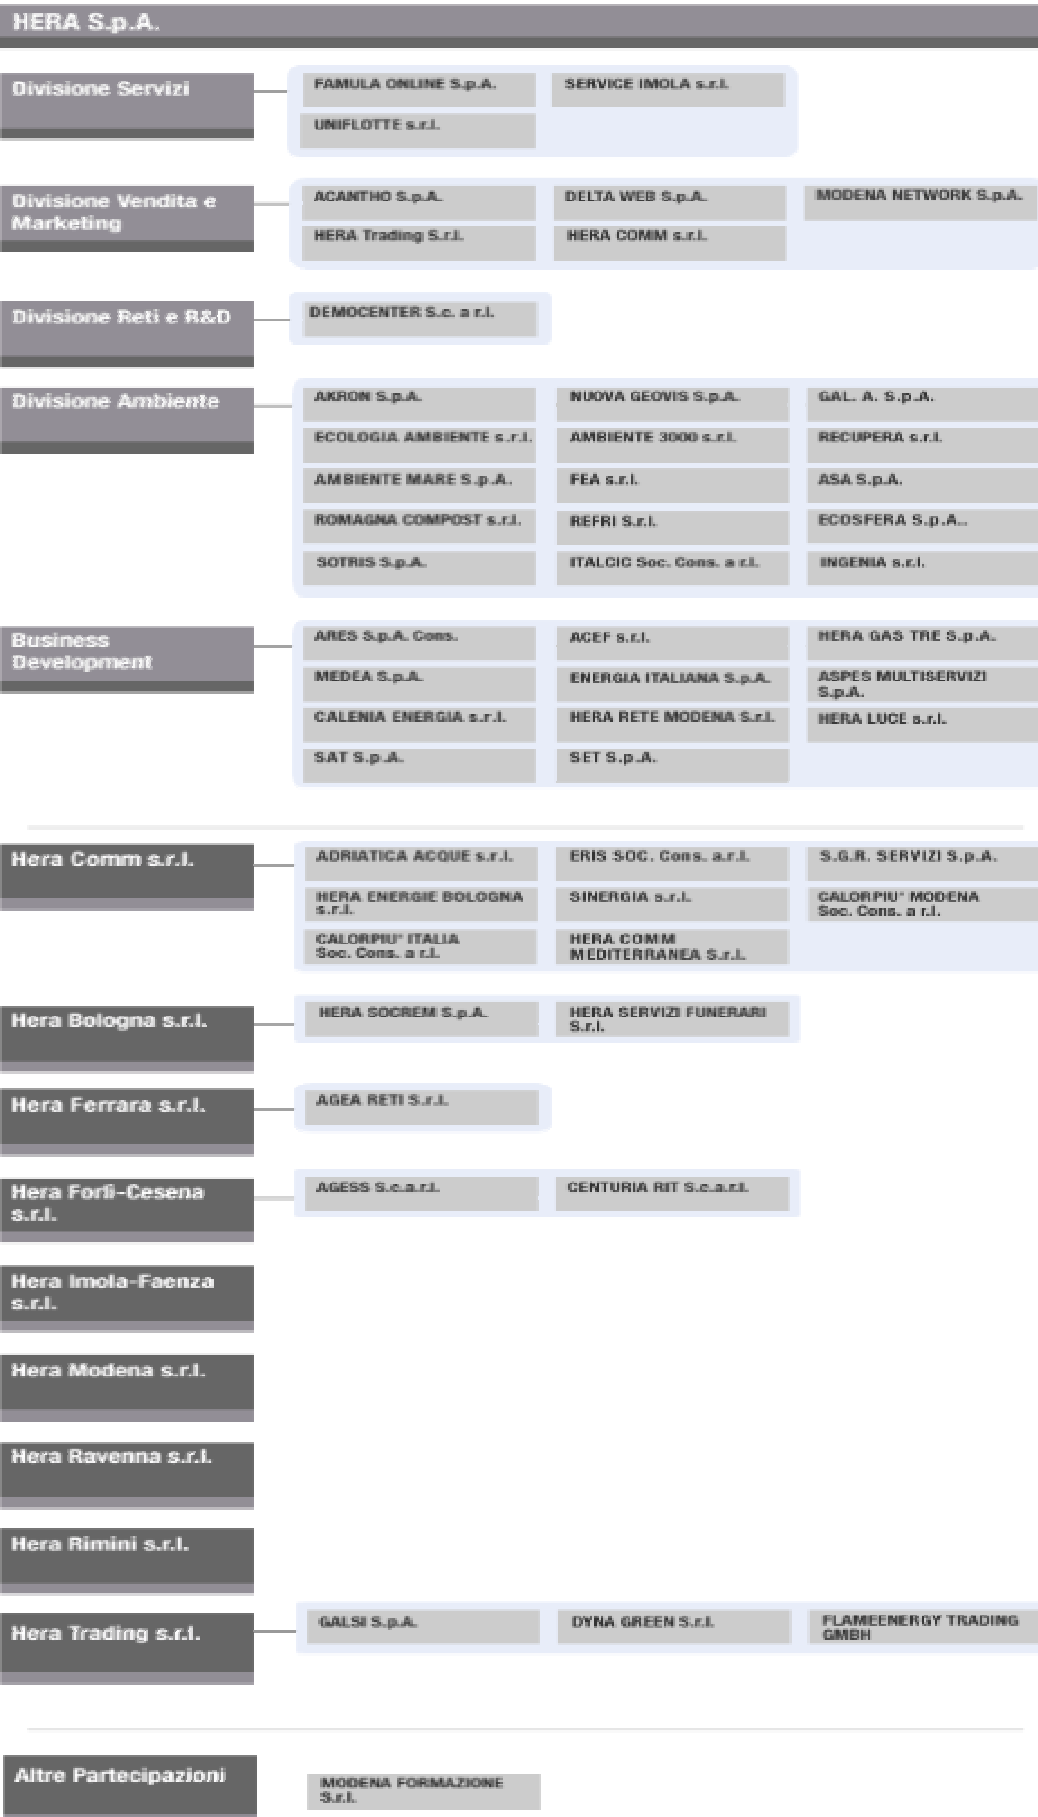 HERA S.p.A.
Divisione Servizi
FAMULA ONLINE S.p.A.
SERVICE IMOLA s.r.l.
UNIFLOTTE s.r.l.
Divisione Vendita e
Marketing
ACANTHO S.p.A.
DELTA WEB S.p.A.
MODENA NETWORK S.p.A.
HERA Trading S.r.l.
HERA COMM s.r.l.
Divisione Reti e R&D
DEMOCENTER S.c. a r.l.
Divisione Ambiente
AKRON S.p.A.
NUOVA GEOVIS S.p.A.
GAL. A. S.p.A.
ECOLOGIA AMBIENTE s.r.l.
AMBIENTE 3000 s.r.l.
RECUPERA s.r.l.
AMBIENTE MARE S.p.A.
FEA s.r.l.
ASA S.p.A.
ROMAGNA COMPOST s.r.l.
REFRI S.r.l.
ECOSFERA S.p.A..
SOTRIS S.p.A.
ITALCIC Soc. Cons. a r.l.
INGENIA s.r.l.
Business
Development
ARES S.p.A. Cons.
ACEF s.r.l.
HERA GAS TRE S.p.A.
MEDEA S.p.A.
ENERGIA ITALIANA S.p.A.
ASPES MULTISERVIZI
S.p.A.
CALENIA ENERGIA s.r.l.
HERA RETE MODENA S.r.l.
HERA LUCE s.r.l.
SAT S.p.A.
SET S.p.A.
Hera Comm s.r.l.
ADRIATICA ACQUE s.r.l.
ERIS SOC. Cons. a.r.l.
S.G.R. SERVIZI S.p.A.
HERA ENERGIE BOLOGNA
s.r.l.
SINERGIA s.r.l.
CALORPIU' MODENA
Soc. Cons. a r.l.
CALORPIU' ITALIA
Soc. Cons. a r.l.
HERA COMM
MEDITERRANEA S.r.l.
Hera Bologna s.r.l.
HERA SOCREM S.p.A.
HERA SERVIZI FUNERARI
S.r.l.
Hera Ferrara s.r.l.
AGEA RETI S.r.l.
Hera Forlì-Cesena
s.r.l.
AGESS S.c.a.r.l.
CENTURIA RIT S.c.a.r.l.
Hera Imola-Faenza
s.r.l.
Hera Modena s.r.l.
Hera Ravenna s.r.l.
Hera Rimini s.r.l.
Hera Trading s.r.l.
GALSI S.p.A.
DYNA GREEN S.r.l.
FLAMEENERGY TRADING
GMBH
Altre Partecipazioni
MODENA FORMAZIONE
S.r.l.